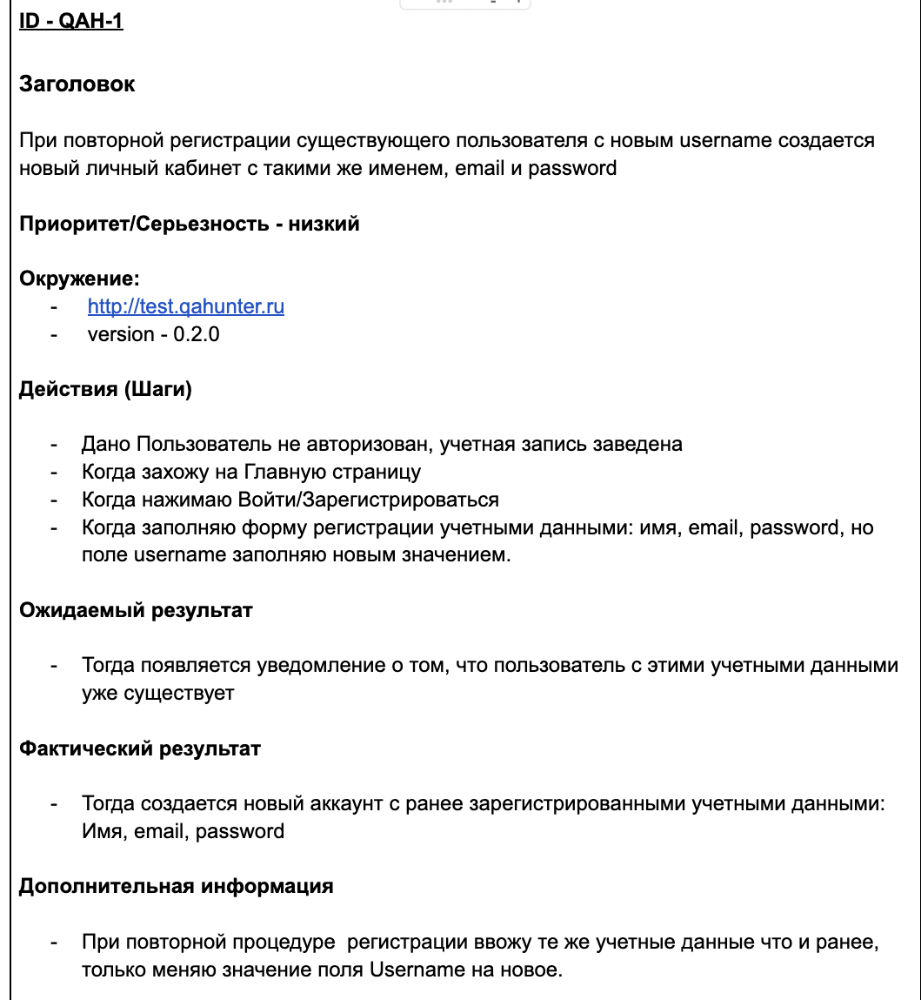 ID - QAH-1
Заголовок
При повторной регистрации существующего пользователя с новым username создается
новый личный кабинет с такими же именем, email и password
Приоритет/Серьезность - низкий
Окружение:
- http://test.qahunter.ru
- version - 0.2.0
Действия (Шаги)
- Дано Пользователь не авторизован, учетная запись заведена
- Когда захожу на Главную страницу
- Когда нажимаю Войти/Зарегистрироваться
- Когда заполняю форму регистрации учетными данными: имя, email, password, но
поле username заполняю новым значением.
Ожидаемый результат
- Тогда появляется уведомление о том, что пользователь с этими учетными данными
уже существует
Фактический результат
- Тогда создается новый аккаунт с ранее зарегистрированными учетными данными:
Имя, email, password
Дополнительная информация
- При повторной процедуре  регистрации ввожу те же учетные данные что и ранее,
только меняю значение поля Username на новое.